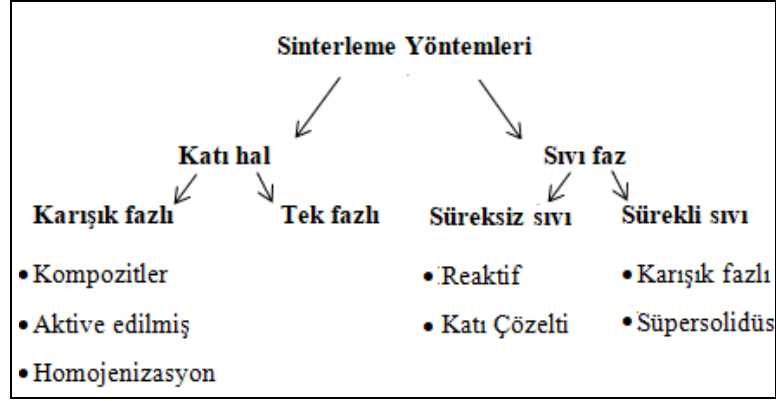 Sinterleme Yöntemleri
Katı hal
Sıvı faz
Karışık fazlı
Tek fazlı
Süreksiz sıvı
Sürekli sıvı
• Kompozitler
• Aktive edilmiş
• Homojenizasyon
• Reaktif
• Katı Çözelti
• Karışık fazlı
• Süpersolidüs